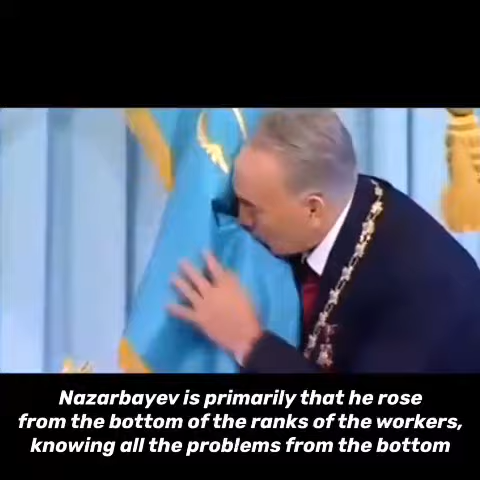 Nazarbayev is primarily that he rose
from the bottom of the ranks of the workers,
knowing all the problems from the bottom